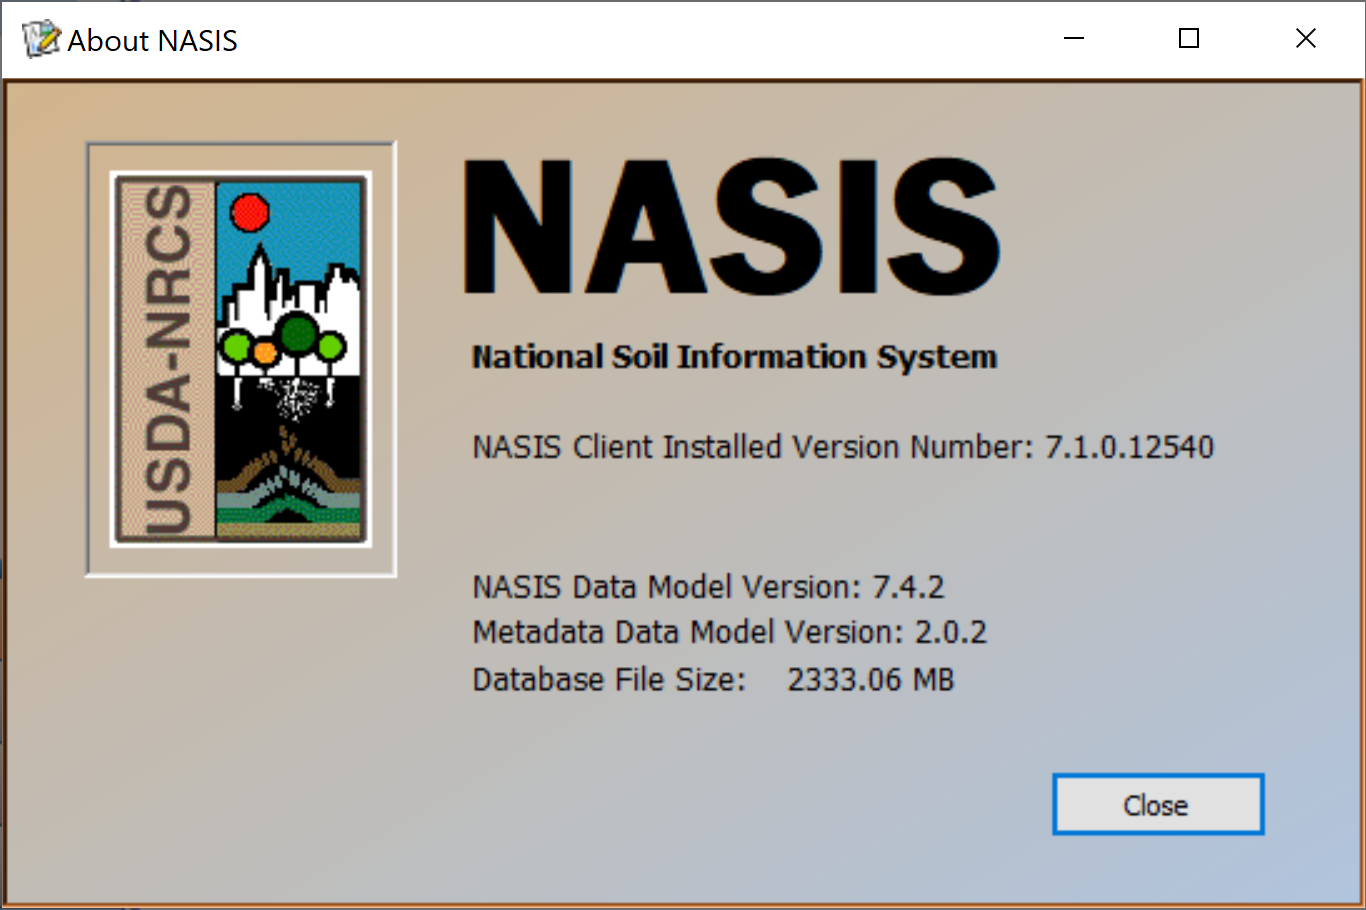 About NASIS
USDA-NRCS
NASIS
National Soil Information System
NASIS Client Installed Version Number: 7.1.0.12540
NASIS Data Model Version: 7.4.2
Metadata Data Model Version: 2.0.2
Database File Size: 2333.06 MB
Close